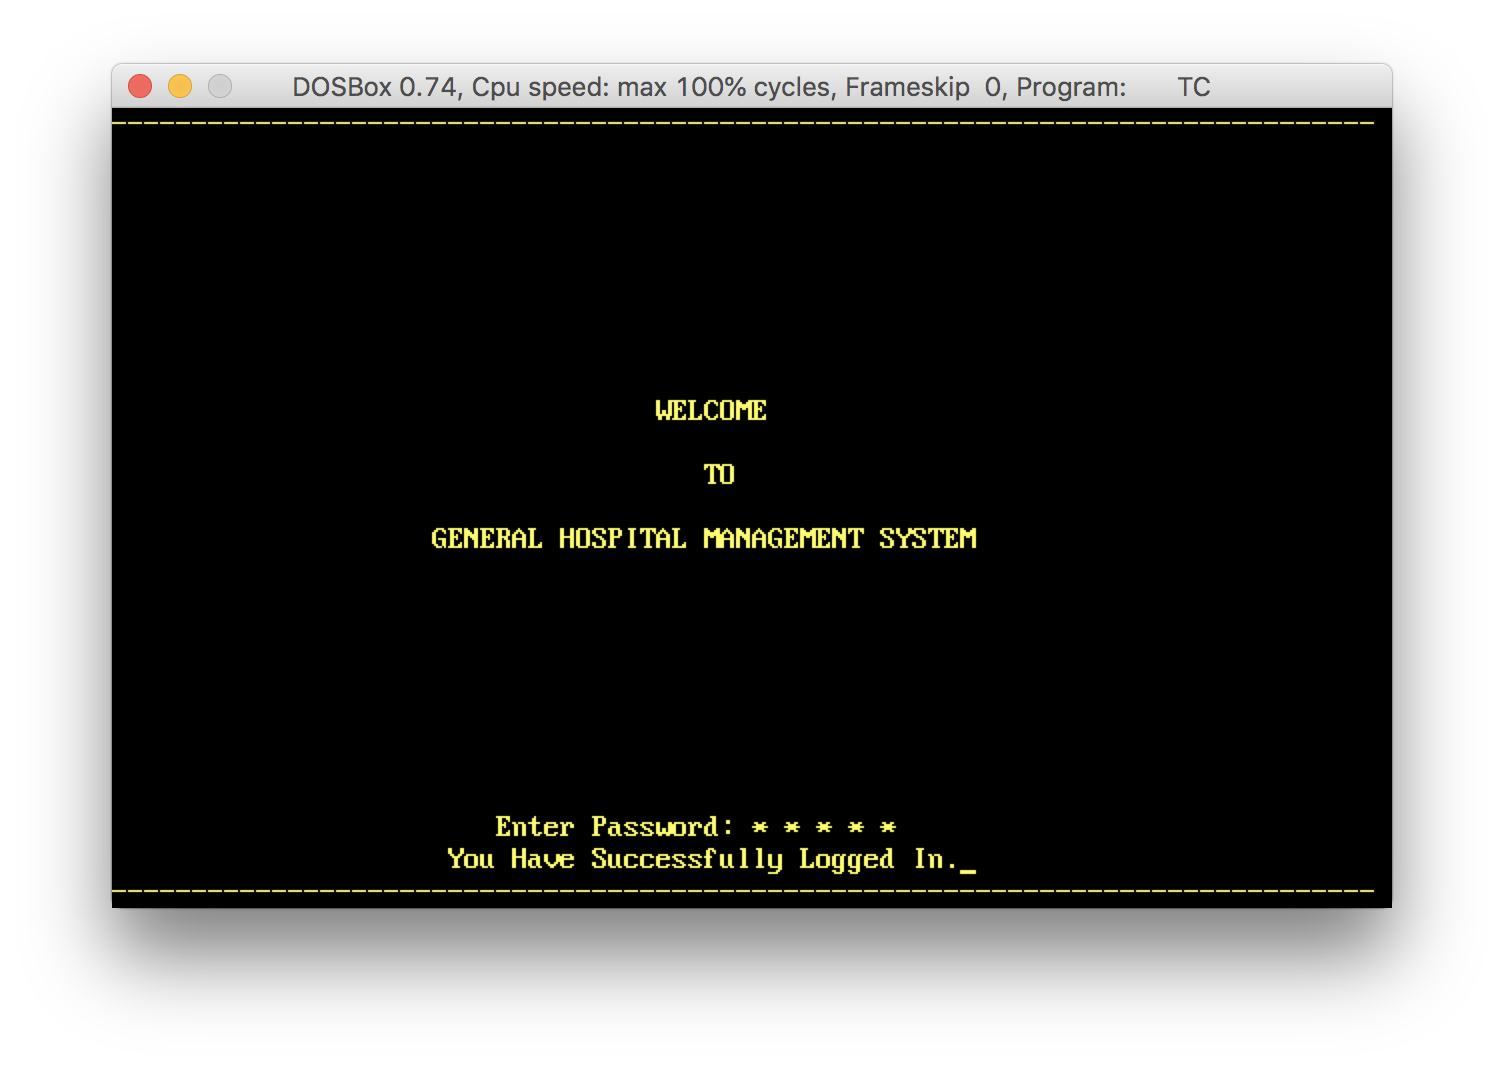 DOSBox 0.74, Cpu speed: max 100% cycles, Frameskip  0, Program:       TC
-------------------------------------------------------------------------------
WELCOME
TO
GENERAL HOSPITAL MANAGEMENT SYSTEM
Enter Password: * * * * *
You Have Successfully Logged In._
-------------------------------------------------------------------------------